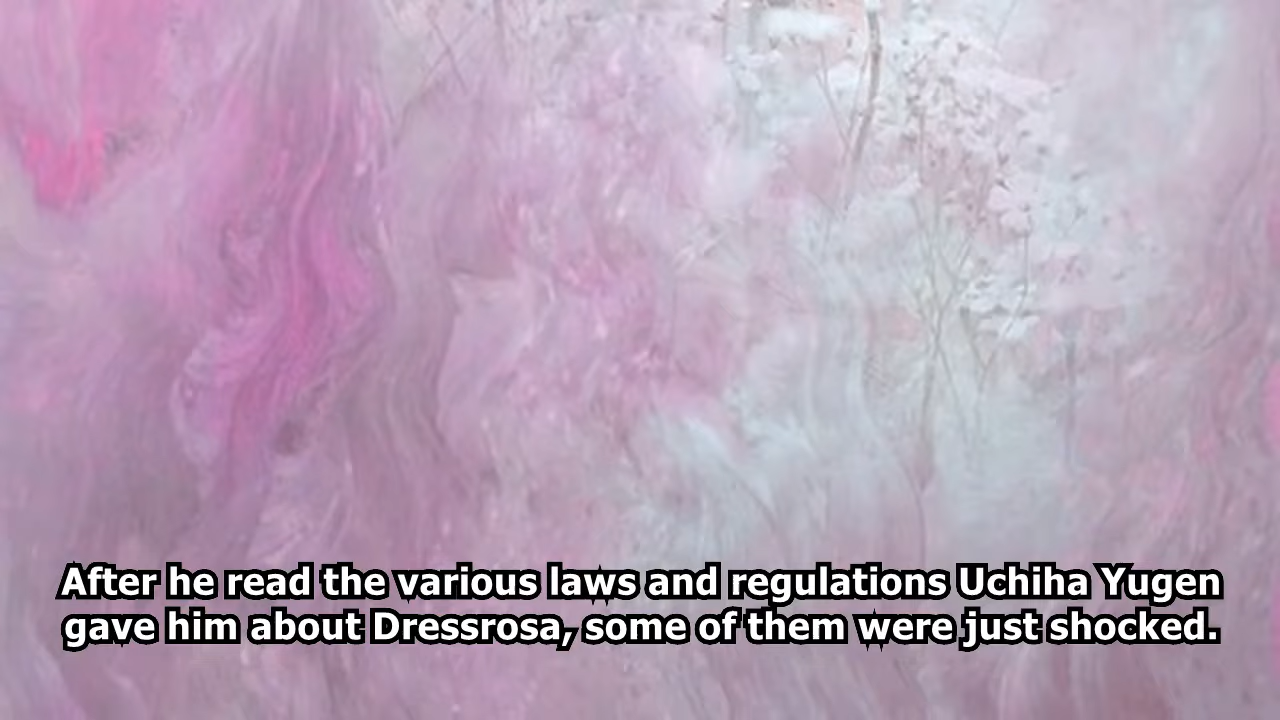 After he read the various laws and regulations Uchiha Yugen
gave him about Dressrosa, some of them were just shocked.